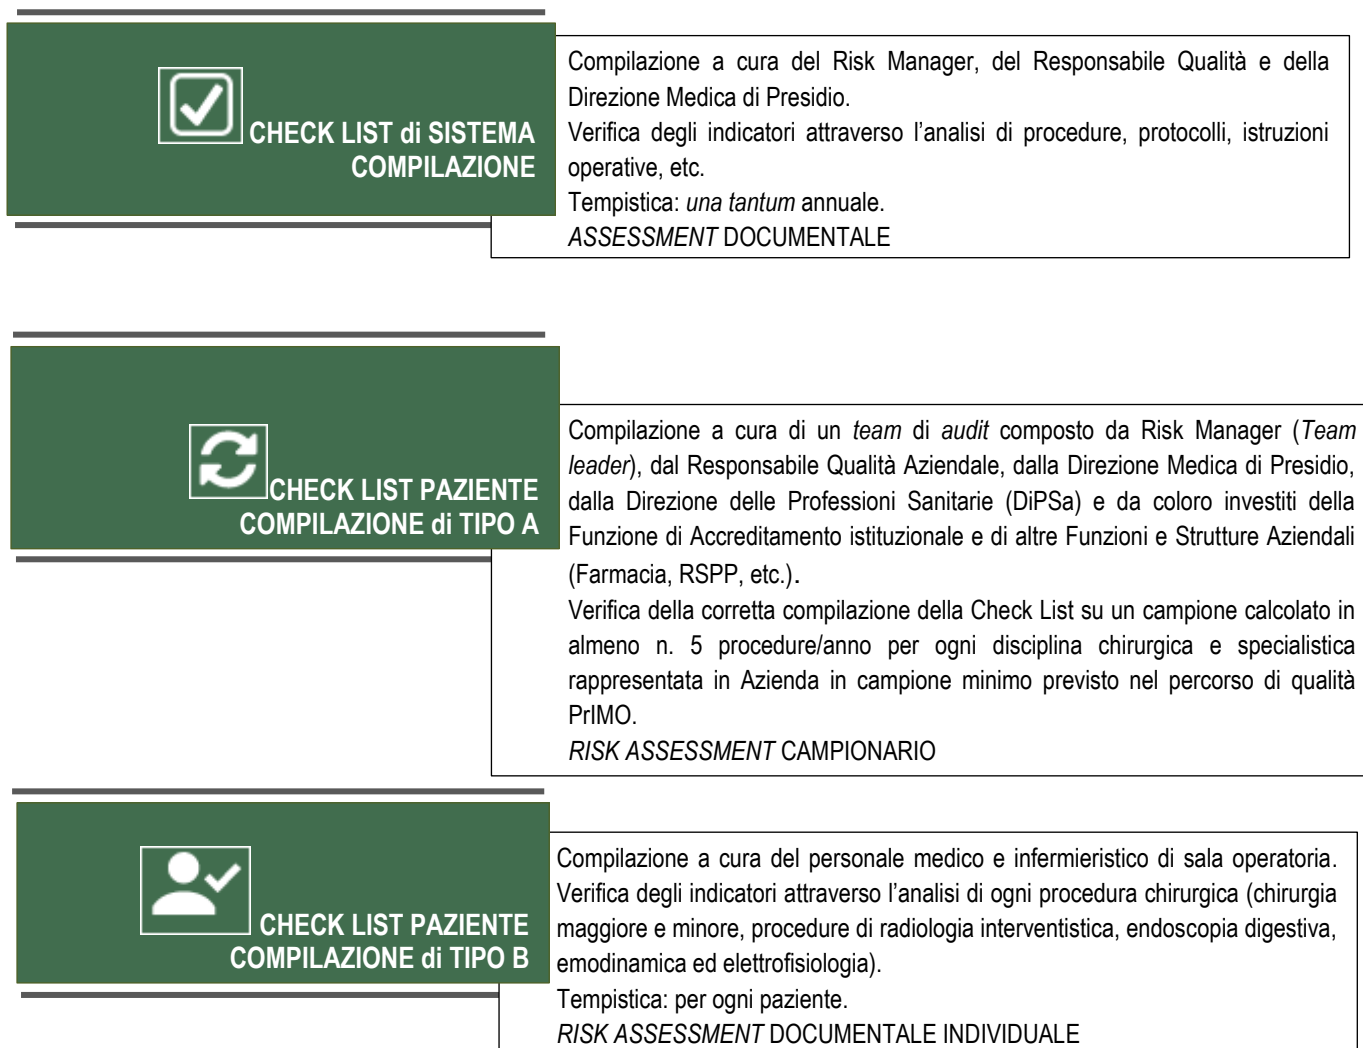 CHECK LIST di SISTEMA
COMPILAZIONE
Compilazione a cura del Risk Manager, del Responsabile Qualità e della
Direzione Medica di Presidio.
Verifica degli indicatori attraverso l’analisi di procedure, protocolli, istruzioni
operative, etc.
Tempistica: una tantum annuale.
ASSESSMENT DOCUMENTALE
CHECK LIST PAZIENTE
COMPILAZIONE di TIPO A
Compilazione a cura di un team di audit composto da Risk Manager (Team
leader), dal Responsabile Qualità Aziendale, dalla Direzione Medica di Presidio,
dalla Direzione delle Professioni Sanitarie (DiPSa) e da coloro investiti della
Funzione di Accreditamento istituzionale e di altre Funzioni e Strutture Aziendali
(Farmacia, RSPP, etc.).
Verifica della corretta compilazione della Check List su un campione calcolato in
almeno n. 5 procedure/anno per ogni disciplina chirurgica e specialistica
rappresentata in Azienda in campione minimo previsto nel percorso di qualità
PrIMO.
RISK ASSESSMENT CAMPIONARIO
CHECK LIST PAZIENTE
COMPILAZIONE di TIPO B
Compilazione a cura del personale medico e infermieristico di sala operatoria.
Verifica degli indicatori attraverso l’analisi di ogni procedura chirurgica (chirurgia
maggiore e minore, procedure di radiologia interventistica, endoscopia digestiva,
emodinamica ed elettrofisiologia).
Tempistica: per ogni paziente.
RISK ASSESSMENT DOCUMENTALE INDIVIDUALE